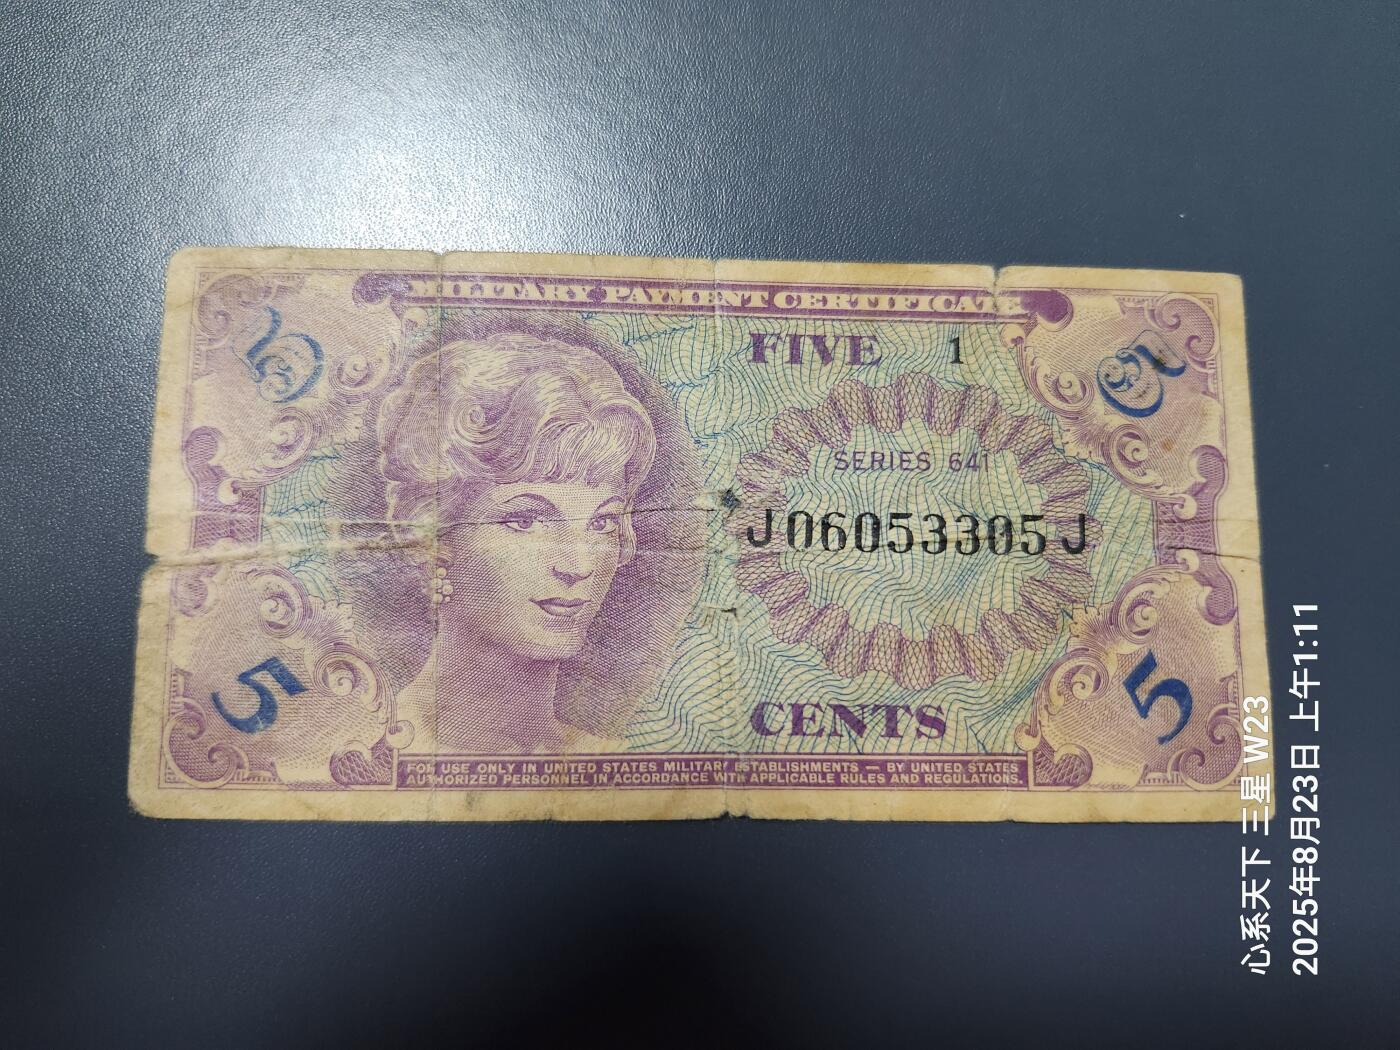 MILITARY PAYMENT CERTIFICATE
5
FIVE 1
5
SERIES 641
J06053305J
5
CENTS
5
FOR USE ONLY IN UNITED STATES MILITARY ESTABLISHMENTS — BY UNITED STATES
AUTHORIZED PERSONNEL IN ACCORDANCE WITH APPLICABLE RULES AND REGULATIONS.
心系天下 三星 W23
2025年8月23日 上午1:11